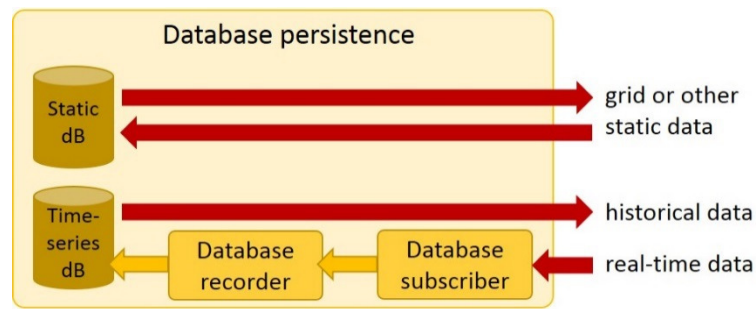 Database persistence
Static
dB
grid or other
static data
Time-
series
dB
historical data
Database
recorder
Database
subscriber
real-time data